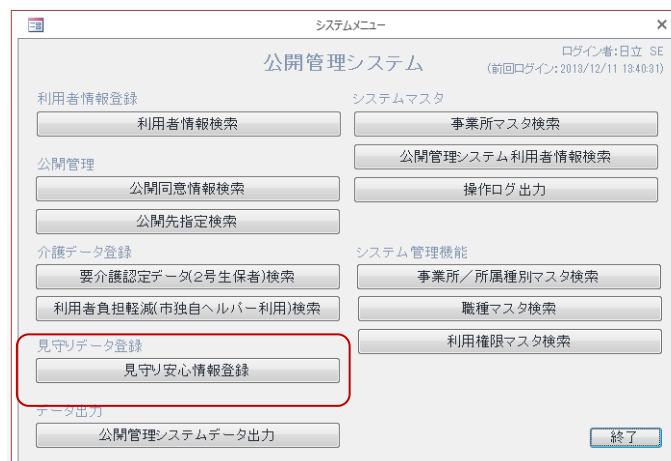 システムメニュー
公開管理システム
ログイン者:日立 SE
(前回ログイン:2013/12/11 13:40:31)
利用者情報登録
利用者情報検索
公開管理
公開同意情報検索
公開先指定検索
介護データ登録
要介護認定データ(2号生保者)検索
利用者負担軽減(市独自ヘルパー利用)検索
見守りデータ登録
見守り安心情報登録
データ出力
公開管理システムデータ出力
システムマスタ
事業所マスタ検索
公開管理システム利用者情報検索
操作ログ出力
システム管理機能
事業所/所属種別マスタ検索
職種マスタ検索
利用権限マスタ検索
終了